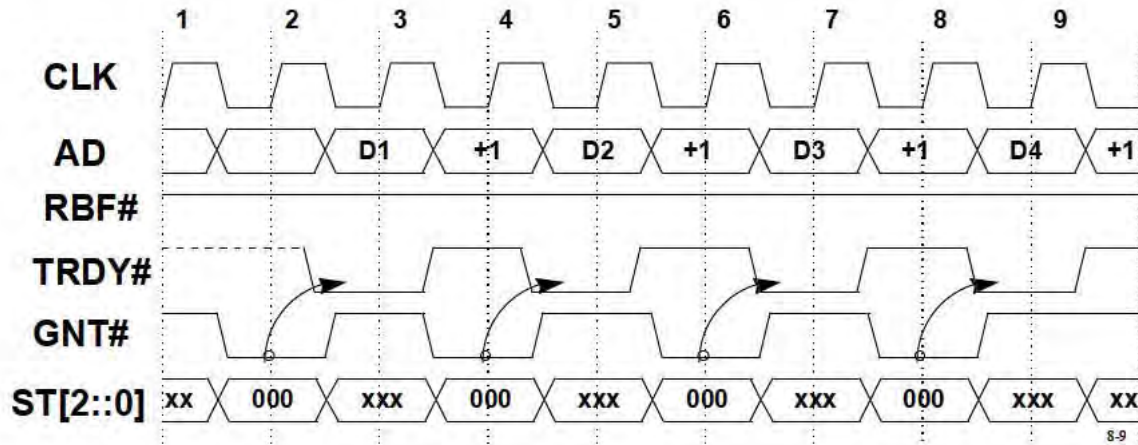 1 2 3 4 5 6 7 8 9
CLK
AD D1 +1 D2 +1 D3 +1 D4 +1
RBF#
TRDY#
GNT#
ST[2::0] xx 000 xxx 000 xxx 000 xxx 000 xxx xx
8-9